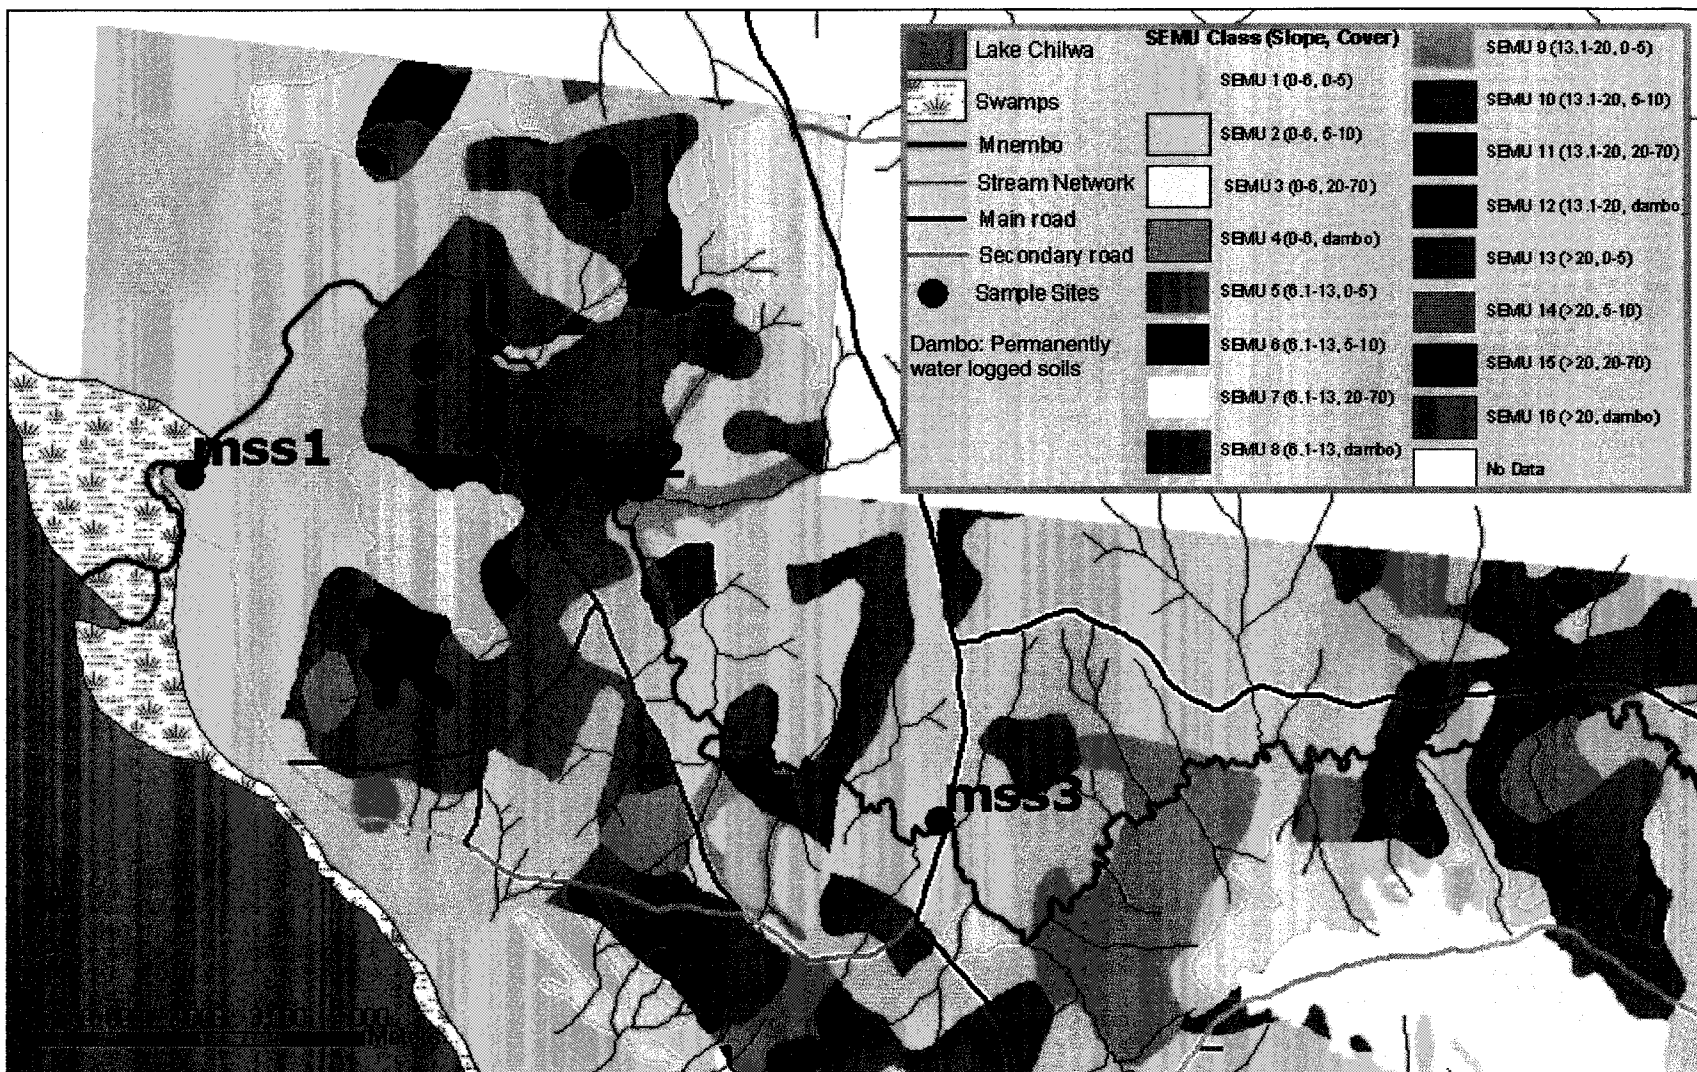 Lake Chilwa
Swamps
Mnembo
Stream Network
Main road
Secondary road
Sample Sites
Dambo: Permanently
water logged soils
SEMU Class (Slope, Cover)
SEMU 1 (0-6, 0-5)
SEMU 2 (0-6, 5-10)
SEMU 3 (0-6, 20-70)
SEMU 4 (0-6, dambo)
SEMU 5 (6.1-13, 0-5)
SEMU 6 (6.1-13, 5-10)
SEMU 7 (6.1-13, 20-70)
SEMU 8 (6.1-13, dambo)
SEMU 9 (13.1-20, 0-5)
SEMU 10 (13.1-20, 5-10)
SEMU 11 (13.1-20, 20-70)
SEMU 12 (13.1-20, dambo)
SEMU 13 (>20, 0-5)
SEMU 14 (>20, 5-10)
SEMU 15 (>20, 20-70)
SEMU 16 (>20, dambo)
No Data
mss1
2
mss3